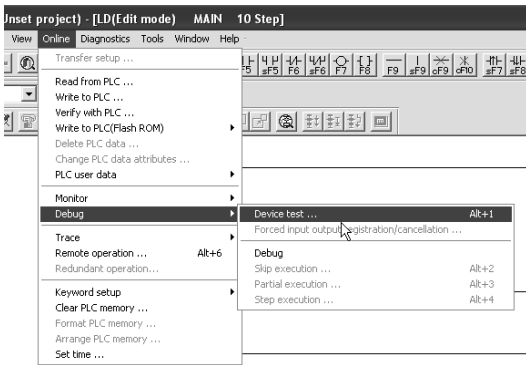 Unset project) - [LD(Edit mode) MAIN 10 Step]
View Online Diagnostics Tools Window Help
F5 sF5 F6 sF6 F7 F8 F9 sF9 cF9 cF10 sF7 sF8
Transfer setup ...
Read from PLC ...
Write to PLC ...
Verify with PLC ...
Write to PLC(Flash ROM)
Delete PLC data ...
Change PLC data attributes ...
PLC user data
Monitor
Debug
Device test ... Alt+1
Forced input output registration/cancellation ...
Debug
Skip execution ... Alt+2
Partial execution ... Alt+3
Step execution ... Alt+4
Trace
Remote operation ... Alt+6
Redundant operation...
Keyword setup
Clear PLC memory ...
Format PLC memory ...
Arrange PLC memory ...
Set time ...